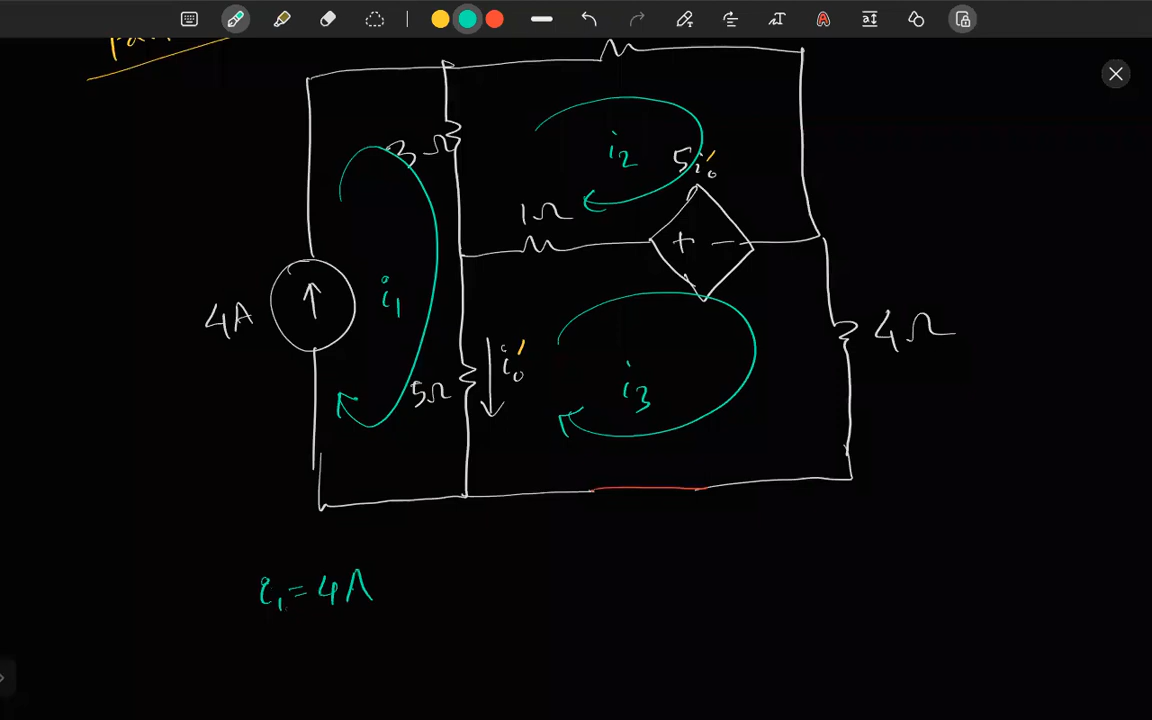 3Ω
i₂
5i₀'
1Ω
+ −
4A
i₁
i₀'
4Ω
5Ω
i₃
i₁ = 4A